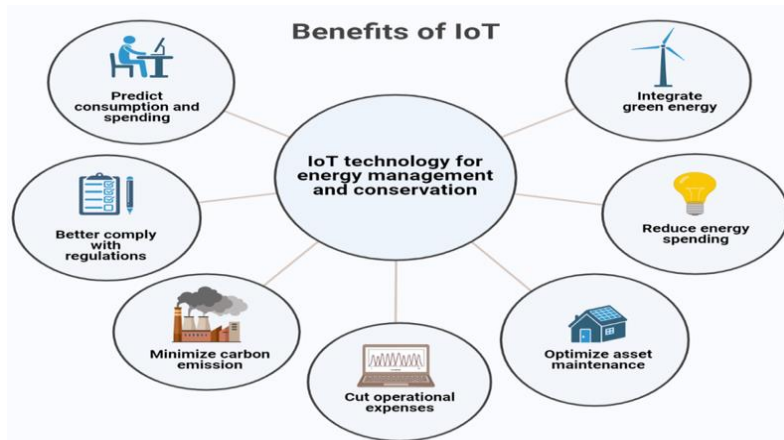 Benefits of IoT
Predict
consumption and
spending
Integrate
green energy
IoT technology for
energy management
and conservation
Better comply
with
regulations
Reduce energy
spending
Minimize carbon
emission
Optimize asset
maintenance
Cut operational
expenses